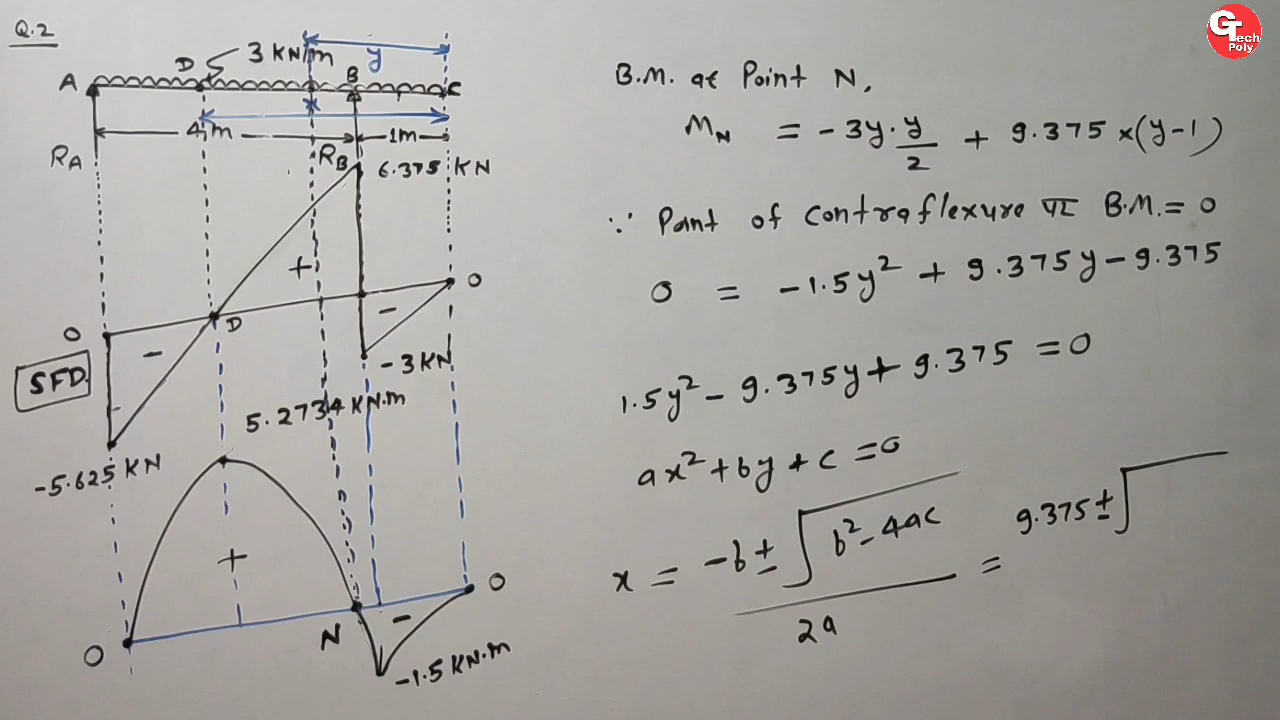 Q.2
GTech Poly
3 KN/m
y
A D B C
4m 1m
RA RB
6.375 KN
+
0
-
0
D
-
SFD.
-3 KN
-5.625 KN
5.2734 KN.m
+
0
-
0
N
-1.5 KN.m
B.M. at Point N,
MN = -3y.y/2 + 9.375 x(y-1)
∵ Point of Contraflexure पर B.M.=0
0 = -1.5y² + 9.375y - 9.375
1.5y² - 9.375y + 9.375 = 0
ax² + by + c = 0
x = -b ± √b² - 4ac / 2a = 9.375 ± √